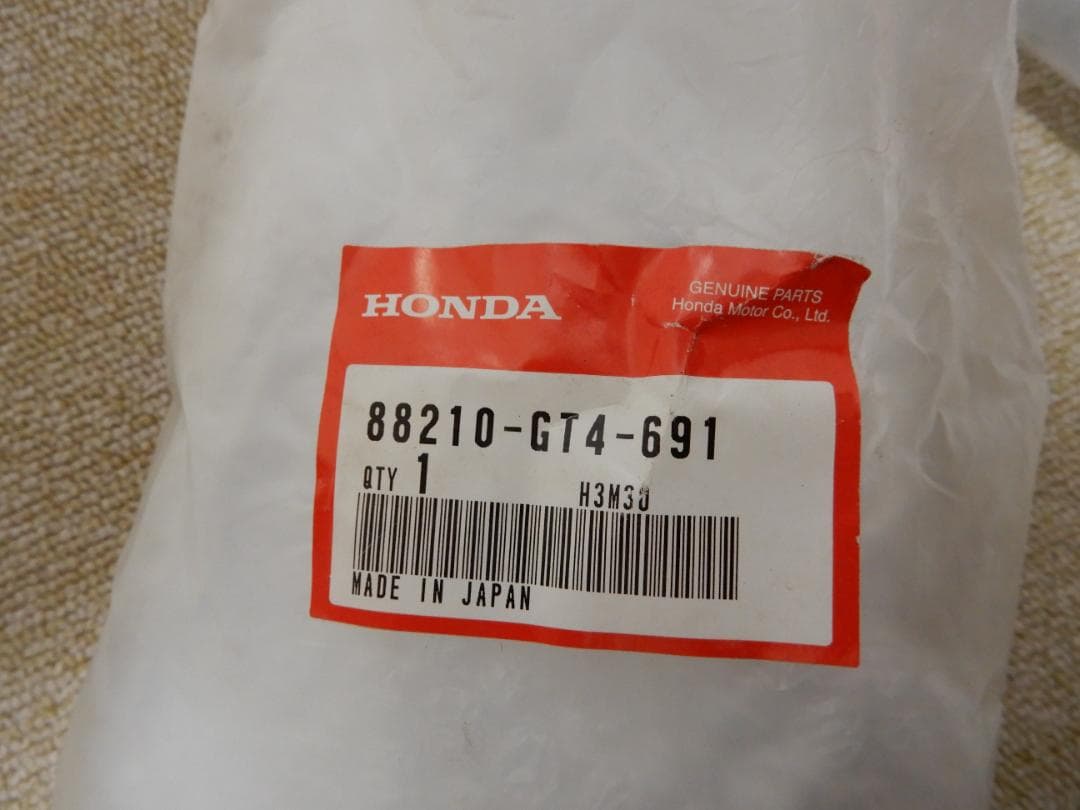 HONDA
GENUINE PARTS
Honda Motor Co., Ltd.
88210-GT4-691
QTY 1
H3M30
MADE IN JAPAN